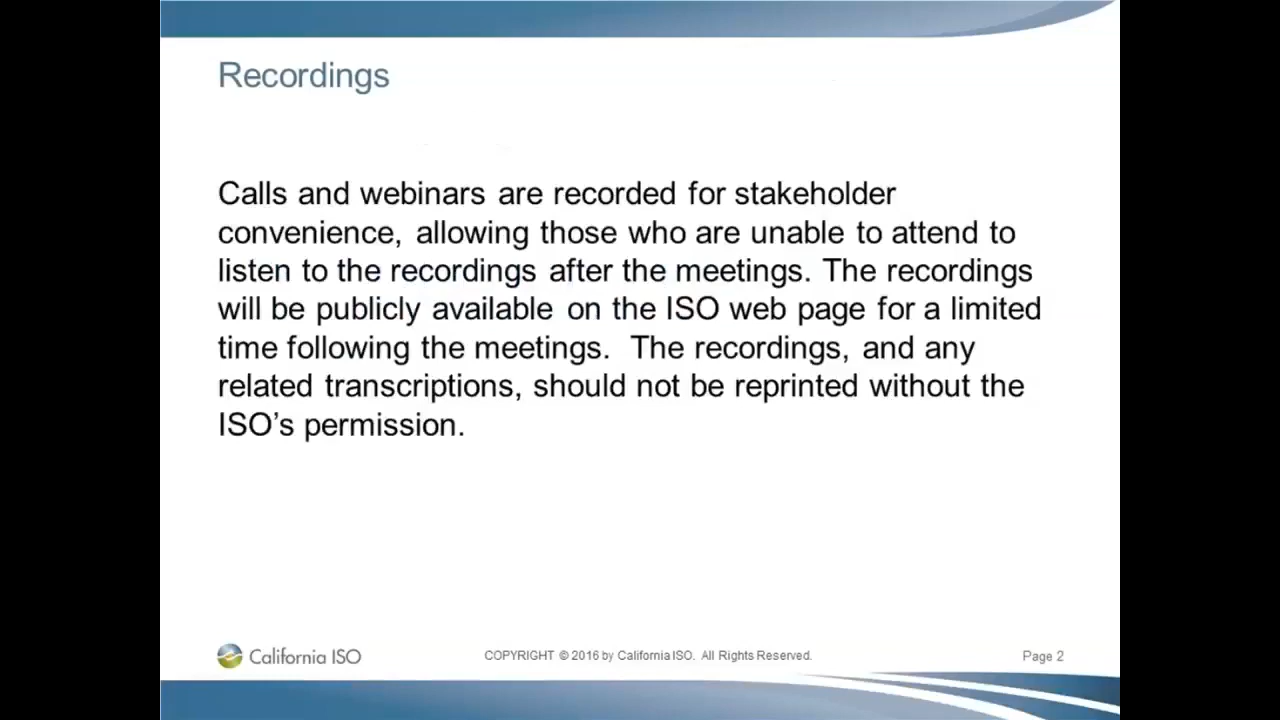 Recordings
Calls and webinars are recorded for stakeholder
convenience, allowing those who are unable to attend to
listen to the recordings after the meetings. The recordings
will be publicly available on the ISO web page for a limited
time following the meetings.  The recordings, and any
related transcriptions, should not be reprinted without the
ISO’s permission.
California ISO
COPYRIGHT © 2016 by California ISO.  All Rights Reserved.
Page 2